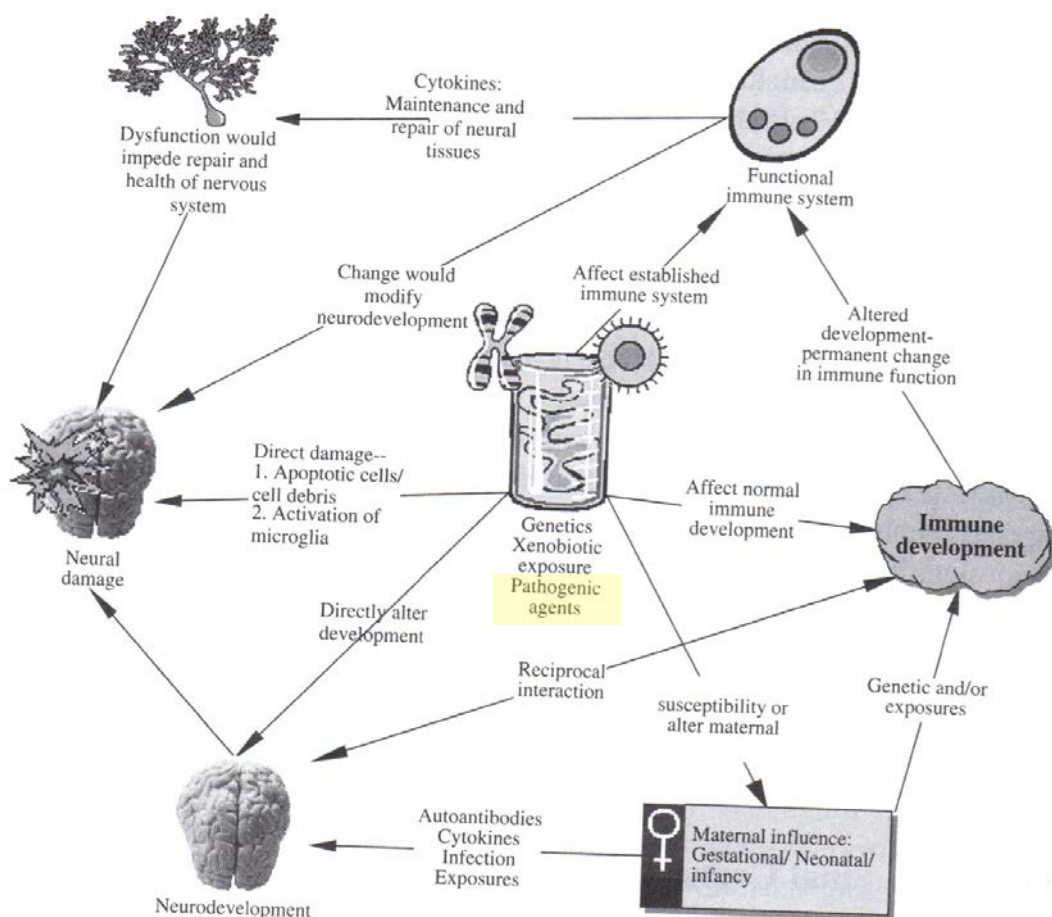 Cytokines:
Maintenance and
repair of neural
tissues
Dysfunction would
impede repair and
health of nervous
system
Functional
immune system
Change would
modify
neurodevelopment
Affect established
immune system
Altered
development-
permanent change
in immune function
Direct damage--
1. Apoptotic cells/
cell debris
2. Activation of
microglia
Neural
damage
Genetics
Xenobiotic
exposure
Pathogenic
agents
Affect normal
immune
development
Immune
development
Directly alter
development
Reciprocal
interaction
susceptibility or
alter maternal
Genetic and/or
exposures
Autoantibodies
Cytokines
Infection
Exposures
Maternal influence:
Gestational/ Neonatal/
infancy
Neurodevelopment